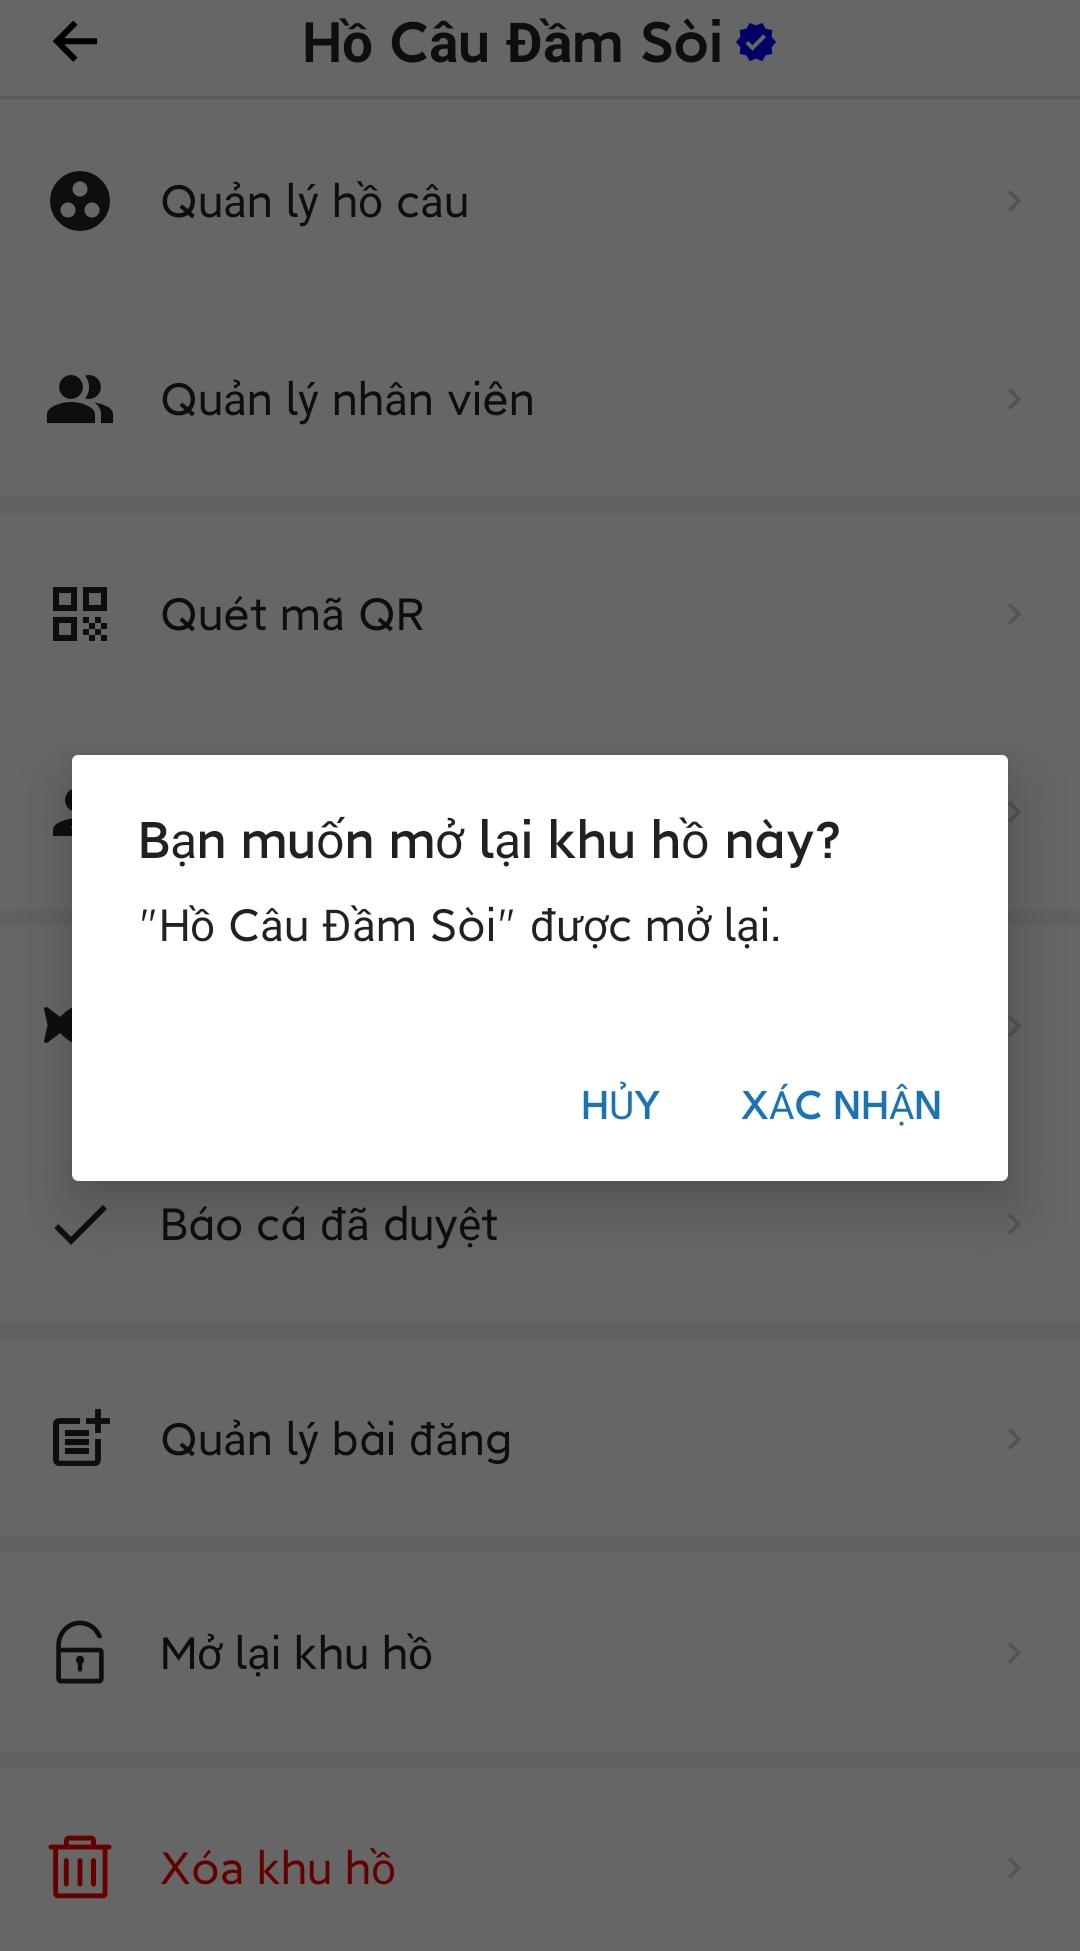 Hồ Câu Đầm Sòi
Quản lý hồ câu
Quản lý nhân viên
Quét mã QR
Bạn muốn mở lại khu hồ này?
"Hồ Câu Đầm Sòi" được mở lại.
HỦY XÁC NHẬN
Báo cá đã duyệt
Quản lý bài đăng
Mở lại khu hồ
Xóa khu hồ